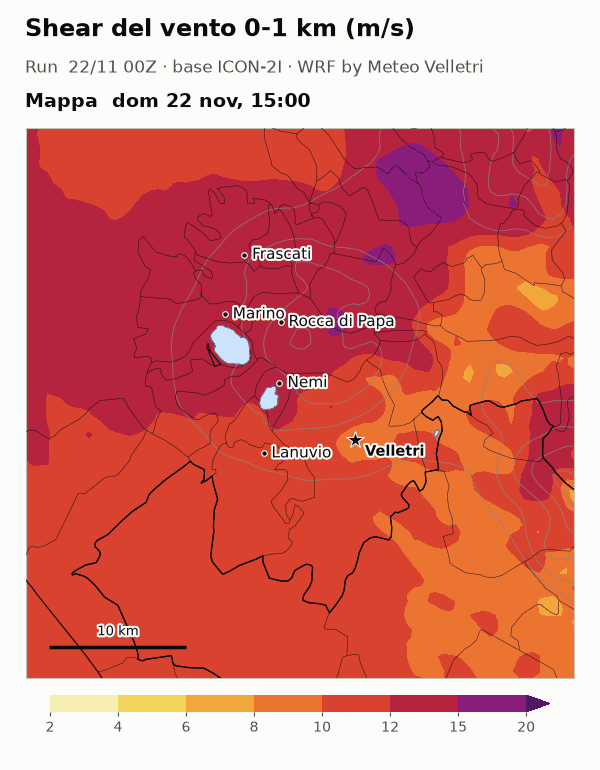 Shear del vento 0-1 km (m/s)
Run  22/11 00Z · base ICON-2I · WRF by Meteo Velletri
Mappa  dom 22 nov, 15:00
Frascati
Marino
Rocca di Papa
Nemi
Velletri
Lanuvio
10 km
2 4 6 8 10 12 15 20